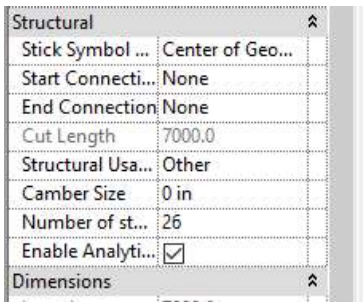 Structural
Stick Symbol ... Center of Geo...
Start Connecti... None
End Connection None
Cut Length 7000.0
Structural Usa... Other
Camber Size 0 in
Number of st... 26
Enable Analyti...
Dimensions